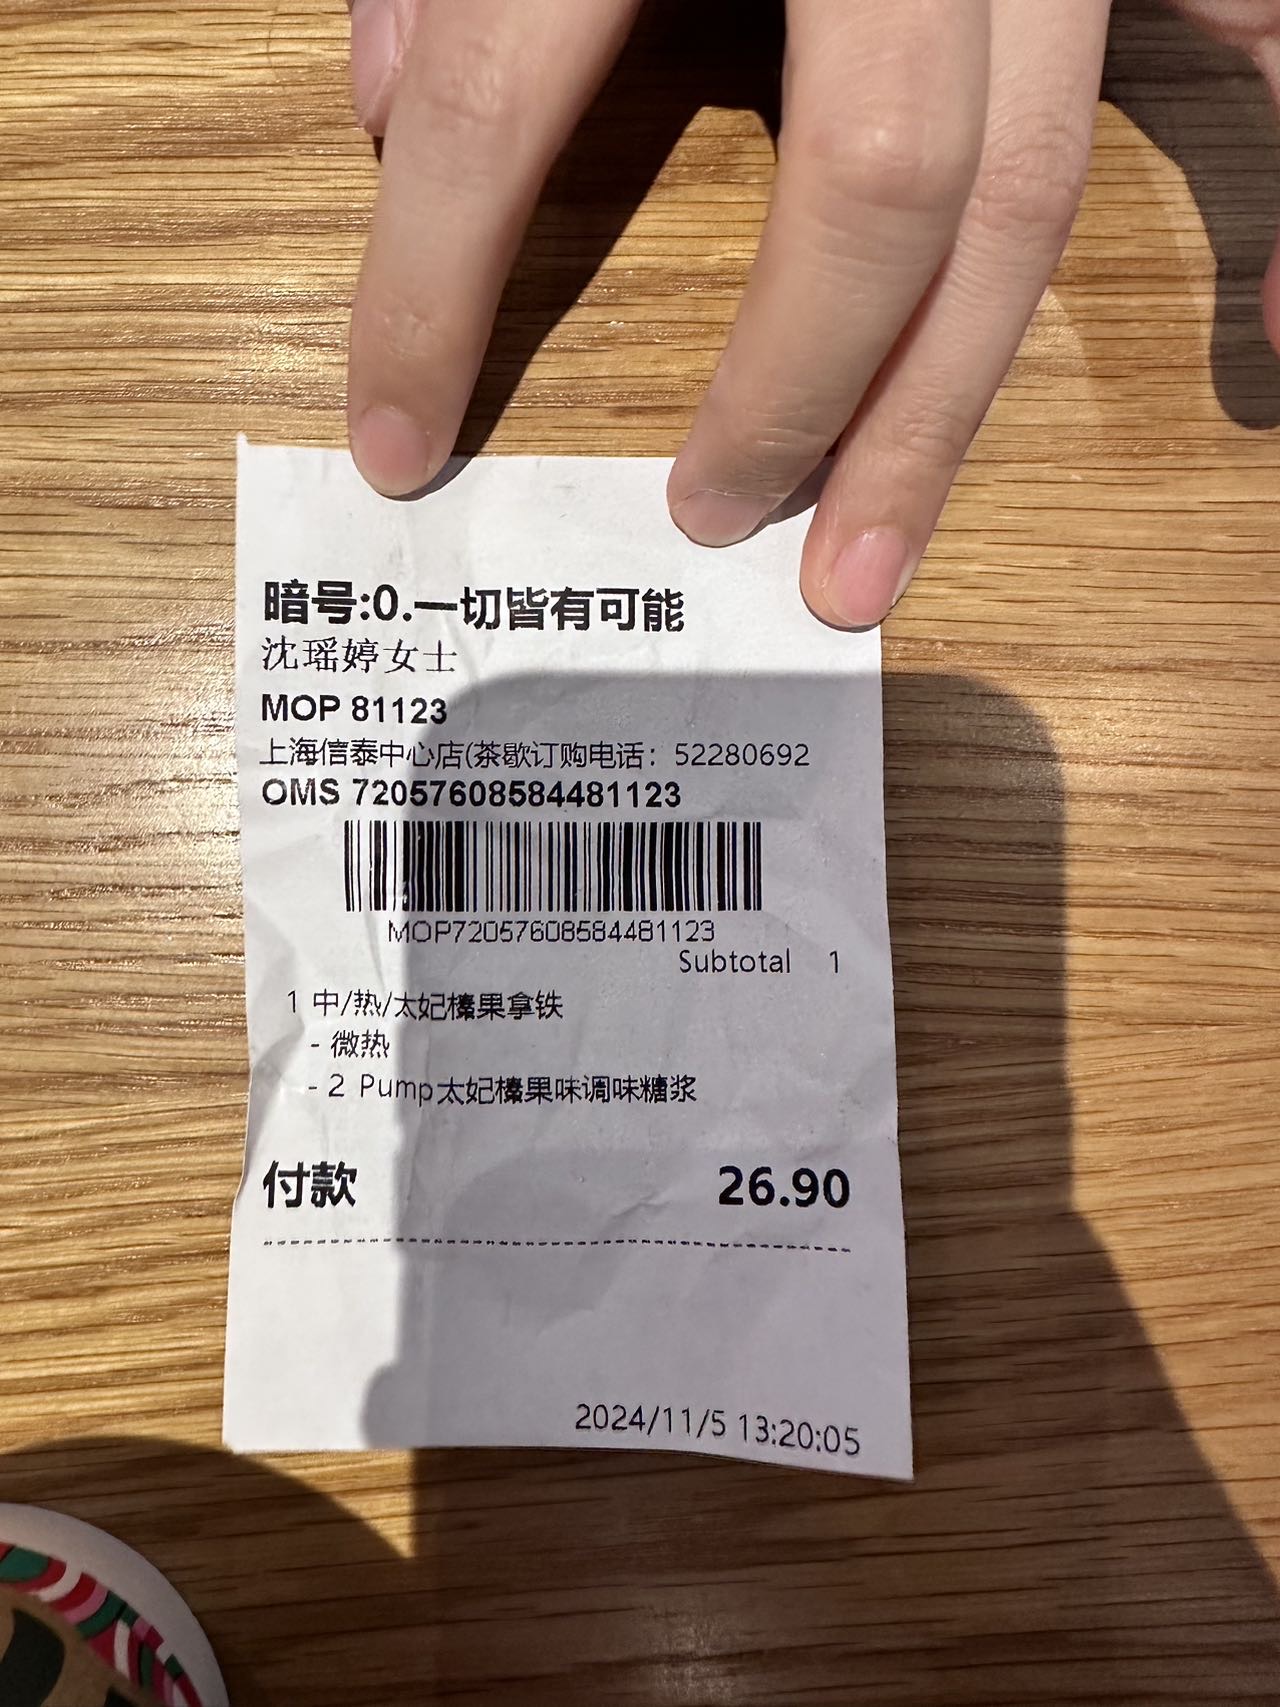 暗号:0.一切皆有可能
沈瑶婷女士
MOP 81123
上海信泰中心店(茶歇订购电话：52280692
OMS 72057608584481123
MOP72057608584481123
Subtotal 1
1 中/热/太妃榛果拿铁
- 微热
- 2 Pump太妃榛果味调味糖浆
付款 26.90
2024/11/5 13:20:05